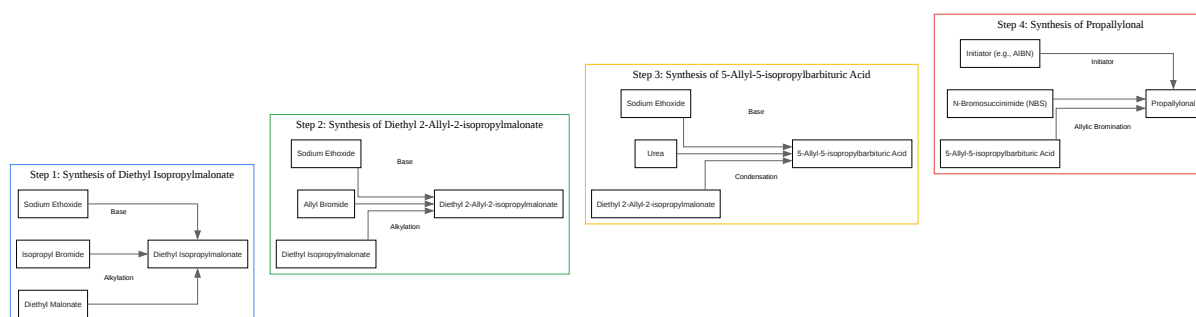 Step 1: Synthesis of Diethyl Isopropylmalonate
Sodium Ethoxide
Base
Isopropyl Bromide
Diethyl Isopropylmalonate
Alkylation
Diethyl Malonate
Step 2: Synthesis of Diethyl 2-Allyl-2-isopropylmalonate
Sodium Ethoxide
Base
Allyl Bromide
Diethyl 2-Allyl-2-isopropylmalonate
Alkylation
Diethyl Isopropylmalonate
Step 3: Synthesis of 5-Allyl-5-isopropylbarbituric Acid
Sodium Ethoxide
Base
Urea
5-Allyl-5-isopropylbarbituric Acid
Condensation
Diethyl 2-Allyl-2-isopropylmalonate
Step 4: Synthesis of Propallylonal
Initiator (e.g., AIBN)
Initiator
N-Bromosuccinimide (NBS)
Propallylonal
Allylic Bromination
5-Allyl-5-isopropylbarbituric Acid